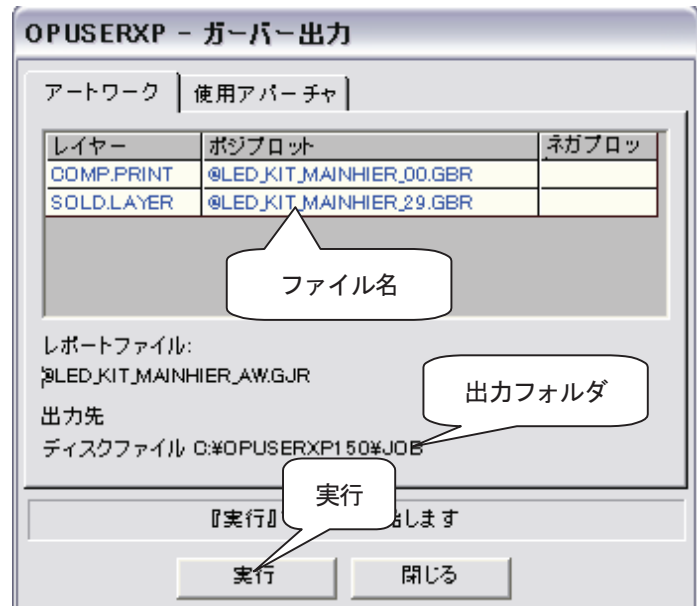 OPUSERXP - ガーバー出力
アートワーク 使用アパーチャ
レイヤー ポジプロット ネガプロッ
COMP.PRINT @LED_KIT_MAINHIER_00.GBR
SOLD.LAYER @LED_KIT_MAINHIER_29.GBR
ファイル名
レポートファイル:
@LED_KIT_MAINHIER_AW.GJR
出力フォルダ
出力先
ディスクファイル C:¥OPUSERXP150¥JOB
実行
『実行』 します
実行 閉じる